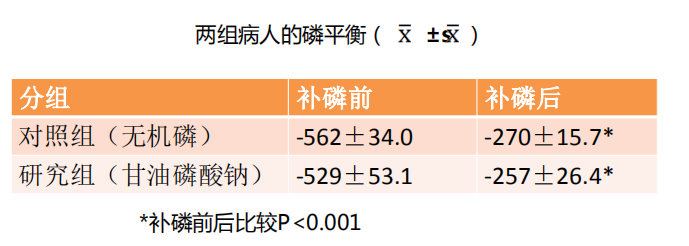 两组病人的磷平衡（ x̅ ±sx̅ ）
分组 补磷前 补磷后
对照组（无机磷） -562±34.0 -270±15.7*
研究组（甘油磷酸钠） -529±53.1 -257±26.4*
*补磷前后比较P <0.001